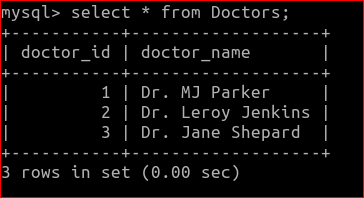 mysql> select * from Doctors;
+-----------+-------------------+
| doctor_id | doctor_name       |
+-----------+-------------------+
|         1 | Dr. MJ Parker     |
|         2 | Dr. Leroy Jenkins |
|         3 | Dr. Jane Shepard  |
+-----------+-------------------+
3 rows in set (0.00 sec)